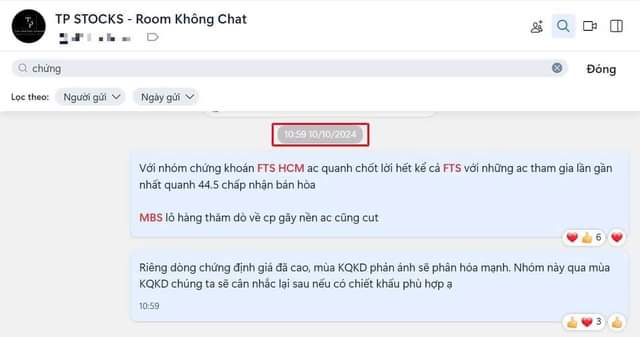 TP STOCKS - Room Không Chat
chứng
Đóng
Lọc theo:
Người gửi
Ngày gửi
10:59 10/10/2024
Với nhóm chứng khoán FTS HCM ac quanh chốt lời hết kể cả FTS với những ac tham gia lần gần
nhất quanh 44.5 chấp nhận bán hòa
MBS lô hàng thăm dò về cp gãy nền ac cũng cut
6
Riêng dòng chứng định giá đã cao, mùa KQKD phản ánh sẽ phân hóa mạnh. Nhóm này qua mùa
KQKD chúng ta sẽ cân nhắc lại sau nếu có chiết khấu phù hợp ạ
10:59
3